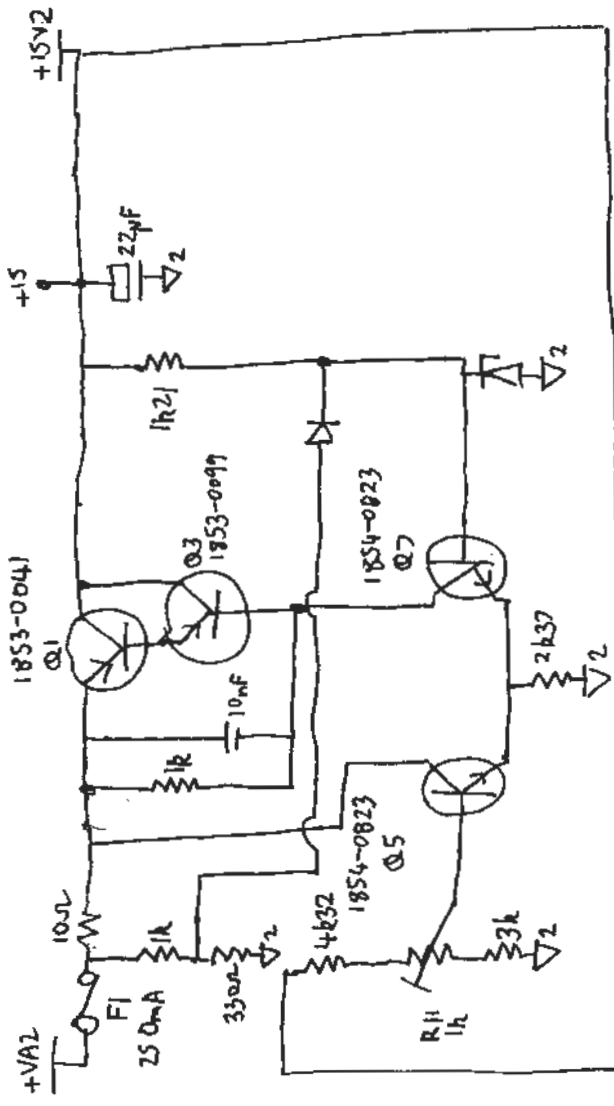 +VA2
F1
250mA
10Ω
1k
330Ω
2
1k
10nF
1853-0041
Q1
Q3
1853-0099
1k21
+15
22µF
2
+15V2
4k32
R11
1k
3k
2
1854-0823
Q5
2k37
2
1854-0823
Q7
2